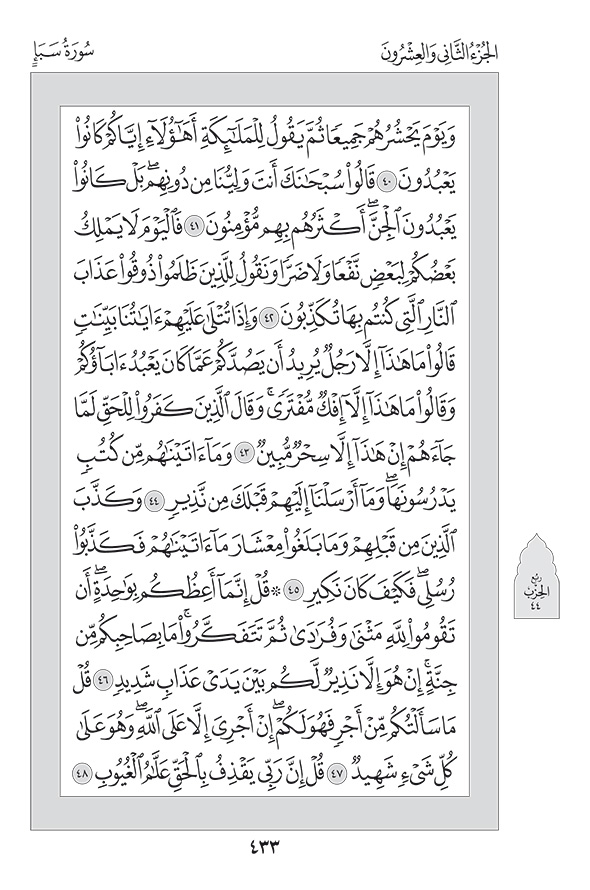 الجُزْءُ الثَّانِي وَالعِشْرُونَ
سُورَةُ سَبَإٍ
وَيَوْمَ يَحْشُرُهُمْ جَمِيعًا ثُمَّ يَقُولُ لِلْمَلَٰٓئِكَةِ أَهَٰٓؤُلَآءِ إِيَّاكُمْ كَانُوا۟
يَعْبُدُونَ ٤٠ قَالُوا۟ سُبْحَٰنَكَ أَنتَ وَلِيُّنَا مِن دُونِهِمۖ بَلْ كَانُوا۟
يَعْبُدُونَ ٱلْجِنَّۖ أَكْثَرُهُم بِهِم مُّؤْمِنُونَ ٤١ فَٱلْيَوْمَ لَا يَمْلِكُ
بَعْضُكُمْ لِبَعْضٍ نَّفْعًا وَلَا ضَرًّا وَنَقُولُ لِلَّذِينَ ظَلَمُوا۟ ذُوقُوا۟ عَذَابَ
ٱلنَّارِ ٱلَّتِي كُنتُم بِهَا تُكَذِّبُونَ ٤٢ وَإِذَا تُتْلَىٰ عَلَيْهِمْ ءَايَٰتُنَا بَيِّنَٰتٍ
قَالُوا۟ مَا هَٰذَآ إِلَّا رَجُلٌ يُرِيدُ أَن يَصُدَّكُمْ عَمَّا كَانَ يَعْبُدُ ءَابَآؤُكُمْ
وَقَالُوا۟ مَا هَٰذَآ إِلَّآ إِفْكٌ مُّفْتَرًىۚ وَقَالَ ٱلَّذِينَ كَفَرُوا۟ لِلْحَقِّ لَمَّا
جَآءَهُمْ إِنْ هَٰذَآ إِلَّا سِحْرٌ مُّبِينٌ ٤٣ وَمَآ ءَاتَيْنَٰهُم مِّن كُتُبٍ
يَدْرُسُونَهَاۖ وَمَآ أَرْسَلْنَآ إِلَيْهِمْ قَبْلَكَ مِن نَّذِيرٍ ٤٤ وَكَذَّبَ
ٱلَّذِينَ مِن قَبْلِهِمْ وَمَا بَلَغُوا۟ مِعْشَارَ مَآ ءَاتَيْنَٰهُمْ فَكَذَّبُوا۟
رُسُلِيۖ فَكَيْفَ كَانَ نَكِيرِ ٤٥ ۞ قُلْ إِنَّمَآ أَعِظُكُم بِوَٰحِدَةٍۖ أَن
تَقُومُوا۟ لِلَّهِ مَثْنَىٰ وَفُرَٰدَىٰ ثُمَّ تَتَفَكَّرُوا۟ۚ مَا بِصَاحِبِكُم مِّن
جِنَّةٍۚ إِنْ هُوَ إِلَّا نَذِيرٌ لَّكُم بَيْنَ يَدَيْ عَذَابٍ شَدِيدٍ ٤٦ قُلْ
مَا سَأَلْتُكُم مِّنْ أَجْرٍ فَهُوَ لَكُمْۖ إِنْ أَجْرِيَ إِلَّا عَلَى ٱللَّهِۖ وَهُوَ عَلَىٰ
كُلِّ شَيْءٍ شَهِيدٌ ٤٧ قُلْ إِنَّ رَبِّي يَقْذِفُ بِٱلْحَقِّ عَلَّٰمُ ٱلْغُيُوبِ ٤٨
ربع
الحزب
٤٤
٤٣٣